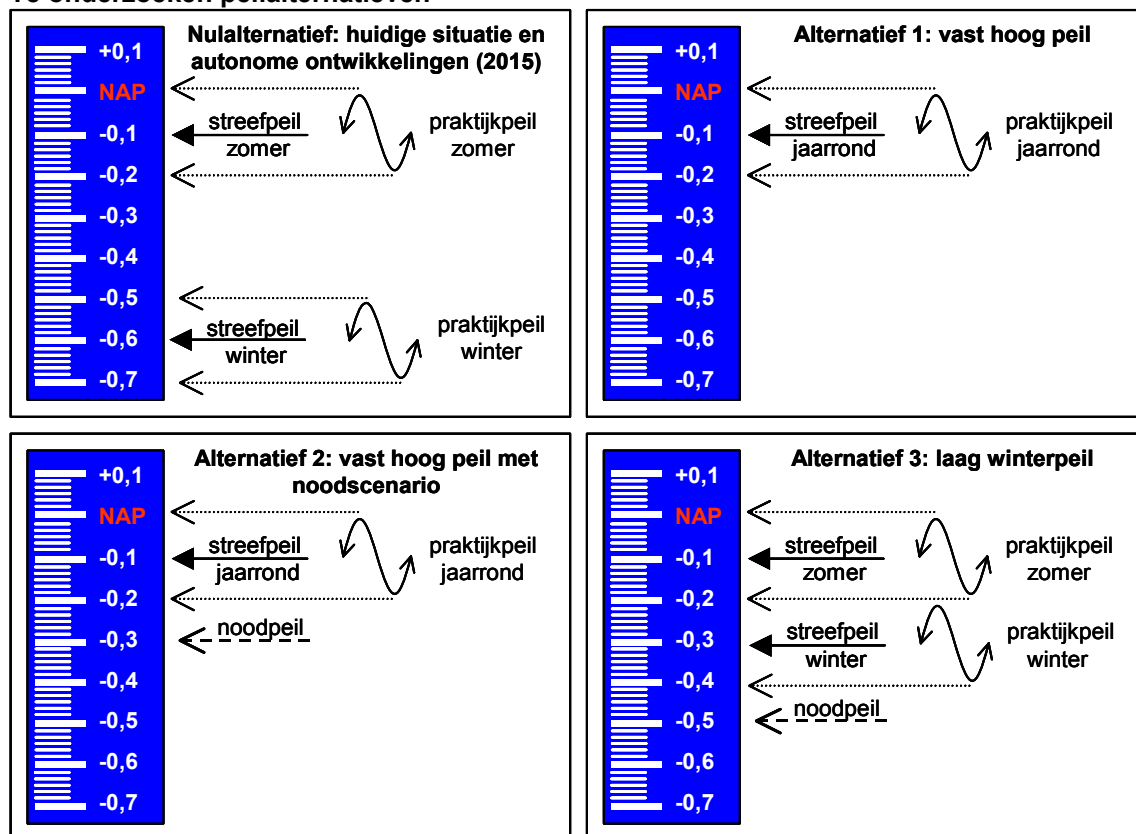 Te onderzoeken peilalternatieven
Nulalternatief: huidige situatie en
autonome ontwikkelingen (2015)
+0,1
NAP
-0,1
-0,2
-0,3
-0,4
-0,5
-0,6
-0,7
streefpeil
zomer
praktijkpeil
zomer
streefpeil
winter
praktijkpeil
winter
Alternatief 1: vast hoog peil
+0,1
NAP
-0,1
-0,2
-0,3
-0,4
-0,5
-0,6
-0,7
streefpeil
jaarrond
praktijkpeil
jaarrond
Alternatief 2: vast hoog peil met
noodscenario
+0,1
NAP
-0,1
-0,2
-0,3
-0,4
-0,5
-0,6
-0,7
streefpeil
jaarrond
praktijkpeil
jaarrond
noodpeil
Alternatief 3: laag winterpeil
+0,1
NAP
-0,1
-0,2
-0,3
-0,4
-0,5
-0,6
-0,7
streefpeil
zomer
praktijkpeil
zomer
streefpeil
winter
praktijkpeil
winter
noodpeil